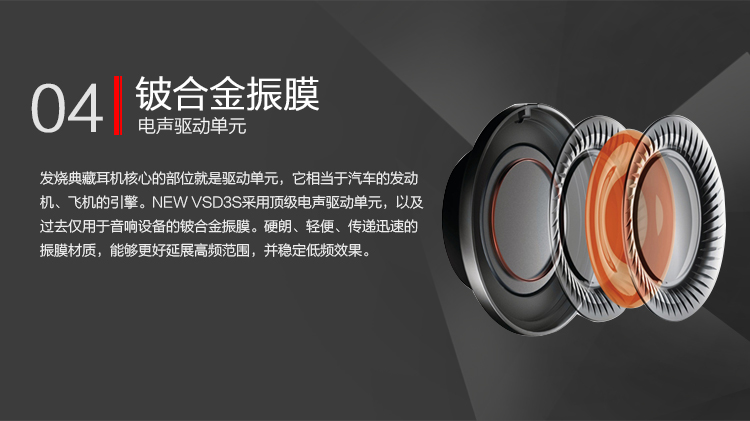 04
铍合金振膜
电声驱动单元
发烧典藏耳机核心的部位就是驱动单元，它相当于汽车的发动
机、飞机的引擎。NEW VSD3S采用顶级电声驱动单元，以及
过去仅用于音响设备的铍合金振膜。硬朗、轻便、传递迅速的
振膜材质，能够更好延展高频范围，并稳定低频效果。